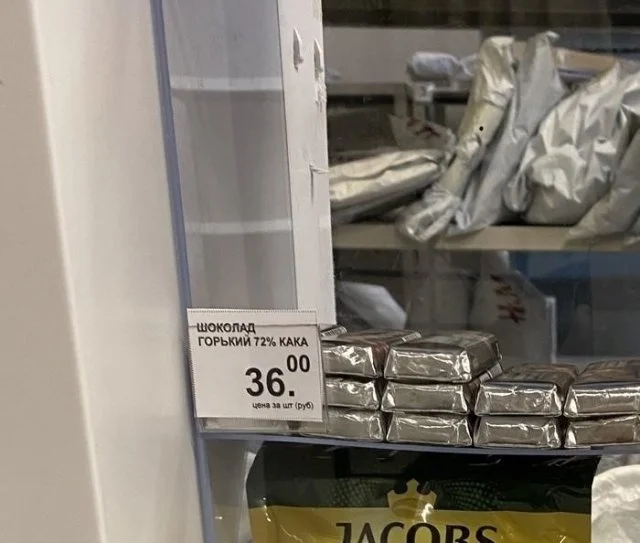 ШОКОЛАД
ГОРЬКИЙ 72% КАКА
36.00
цена за шт (руб)
JACOBS